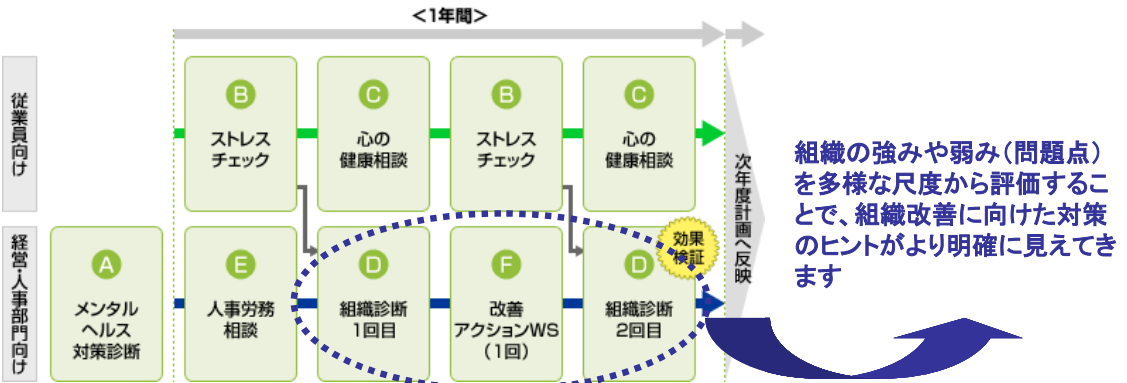 <1年間>
従業員向け
B
ストレス
チェック
C
心の
健康相談
B
ストレス
チェック
C
心の
健康相談
経営・人事部門向け
A
メンタル
ヘルス
対策診断
E
人事労務
相談
D
組織診断
1回目
F
改善
アクションWS
(1回)
D
組織診断
2回目
効果
検証
次年度計画へ反映
組織の強みや弱み(問題点)
を多様な尺度から評価するこ
とで、組織改善に向けた対策
のヒントがより明確に見えてき
ます